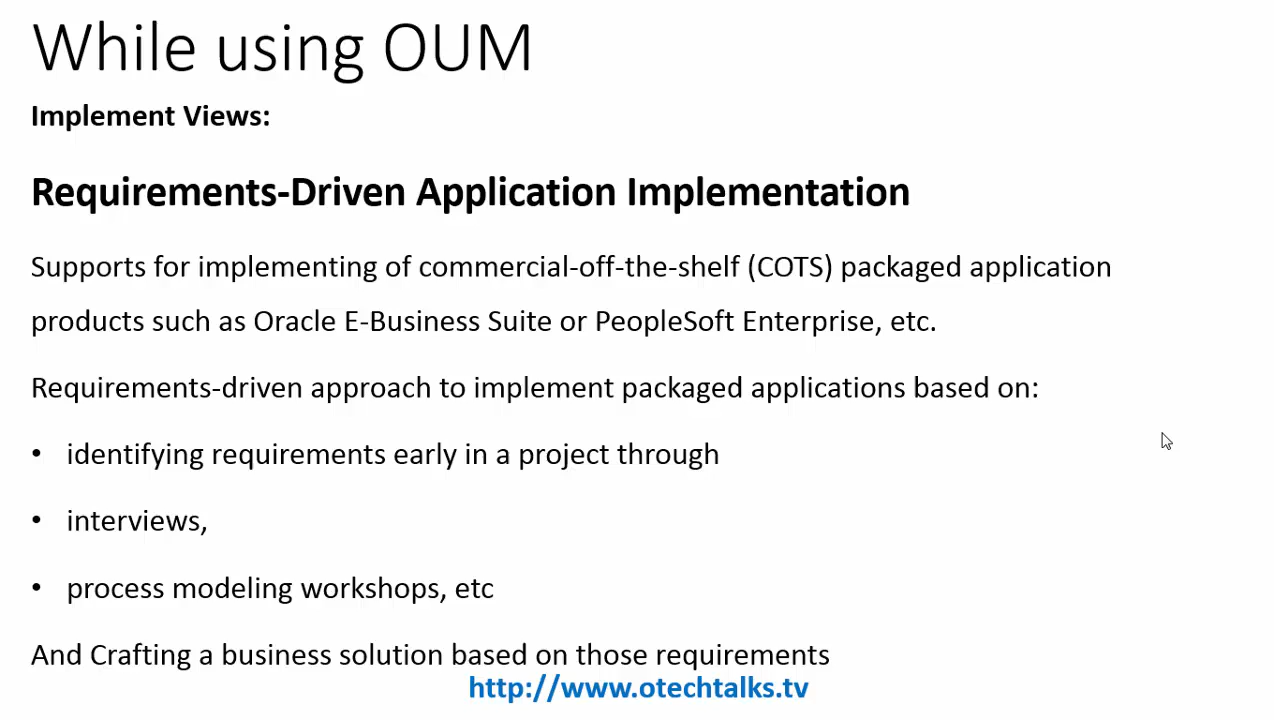 While using OUM
Implement Views:
Requirements-Driven Application Implementation
Supports for implementing of commercial-off-the-shelf (COTS) packaged application
products such as Oracle E-Business Suite or PeopleSoft Enterprise, etc.
Requirements-driven approach to implement packaged applications based on:
• identifying requirements early in a project through
• interviews,
• process modeling workshops, etc
And Crafting a business solution based on those requirements
http://www.otechtalks.tv